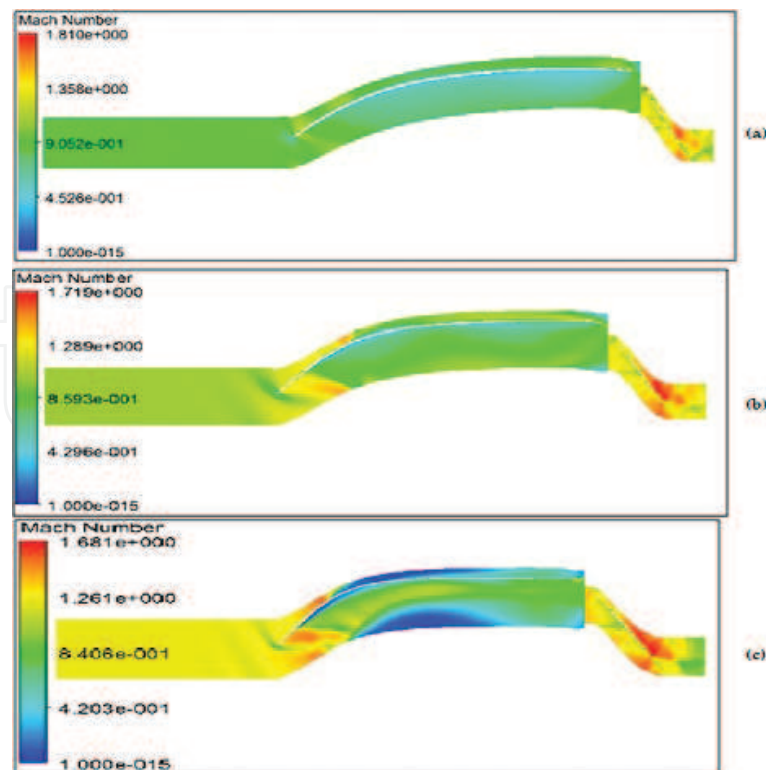 Mach Number
1.810e+000
1.358e+000
9.052e-001
4.526e-001
1.000e-015
(a)
Mach Number
1.719e+000
1.289e+000
8.593e-001
4.296e-001
1.000e-015
(b)
Mach Number
1.681e+000
1.261e+000
8.406e-001
4.203e-001
1.000e-015
(c)